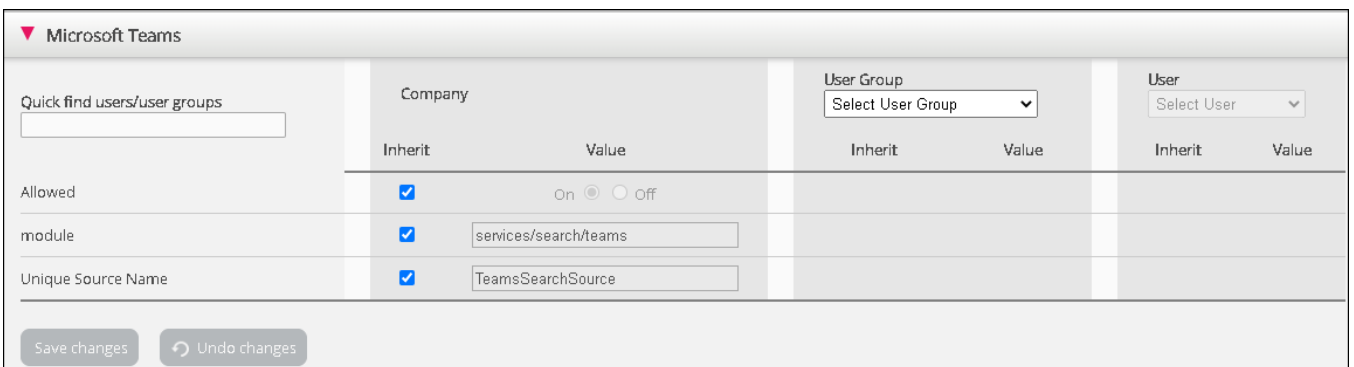 Microsoft Teams
Quick find users/user groups
Company
User Group
Select User Group
User
Select User
Inherit Value Inherit Value Inherit Value
Allowed On Off
module services/search/teams
Unique Source Name TeamsSearchSource
Save changes Undo changes